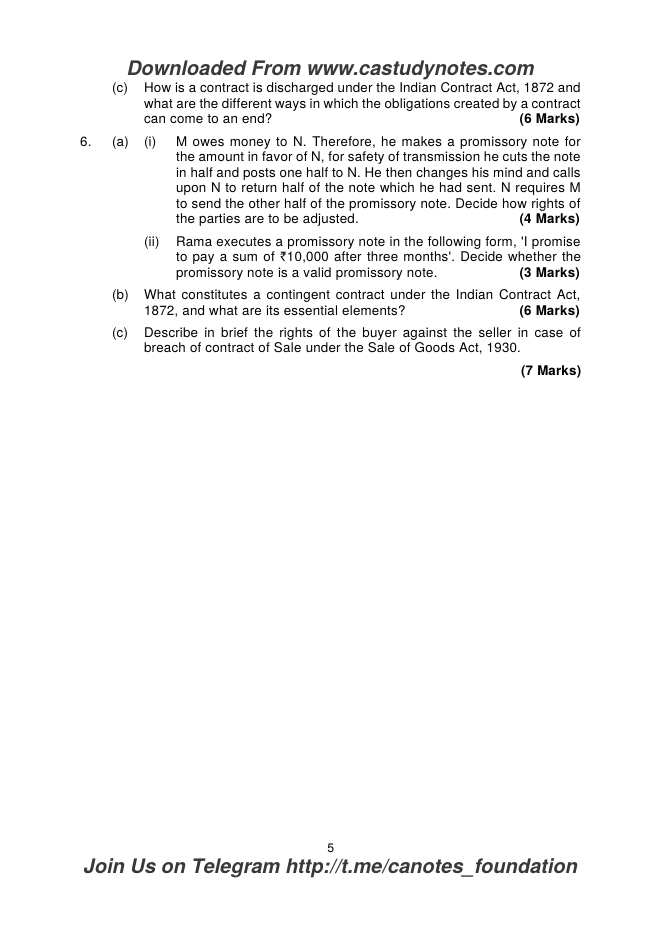 Downloaded From www.castudynotes.com
(c) How is a contract is discharged under the Indian Contract Act, 1872 and
what are the different ways in which the obligations created by a contract
can come to an end? (6 Marks)
6. (a) (i) M owes money to N. Therefore, he makes a promissory note for
the amount in favor of N, for safety of transmission he cuts the note
in half and posts one half to N. He then changes his mind and calls
upon N to return half of the note which he had sent. N requires M
to send the other half of the promissory note. Decide how rights of
the parties are to be adjusted. (4 Marks)
(ii) Rama executes a promissory note in the following form, 'I promise
to pay a sum of ₹10,000 after three months'. Decide whether the
promissory note is a valid promissory note. (3 Marks)
(b) What constitutes a contingent contract under the Indian Contract Act,
1872, and what are its essential elements? (6 Marks)
(c) Describe in brief the rights of the buyer against the seller in case of
breach of contract of Sale under the Sale of Goods Act, 1930.
(7 Marks)
5
Join Us on Telegram http://t.me/canotes_foundation